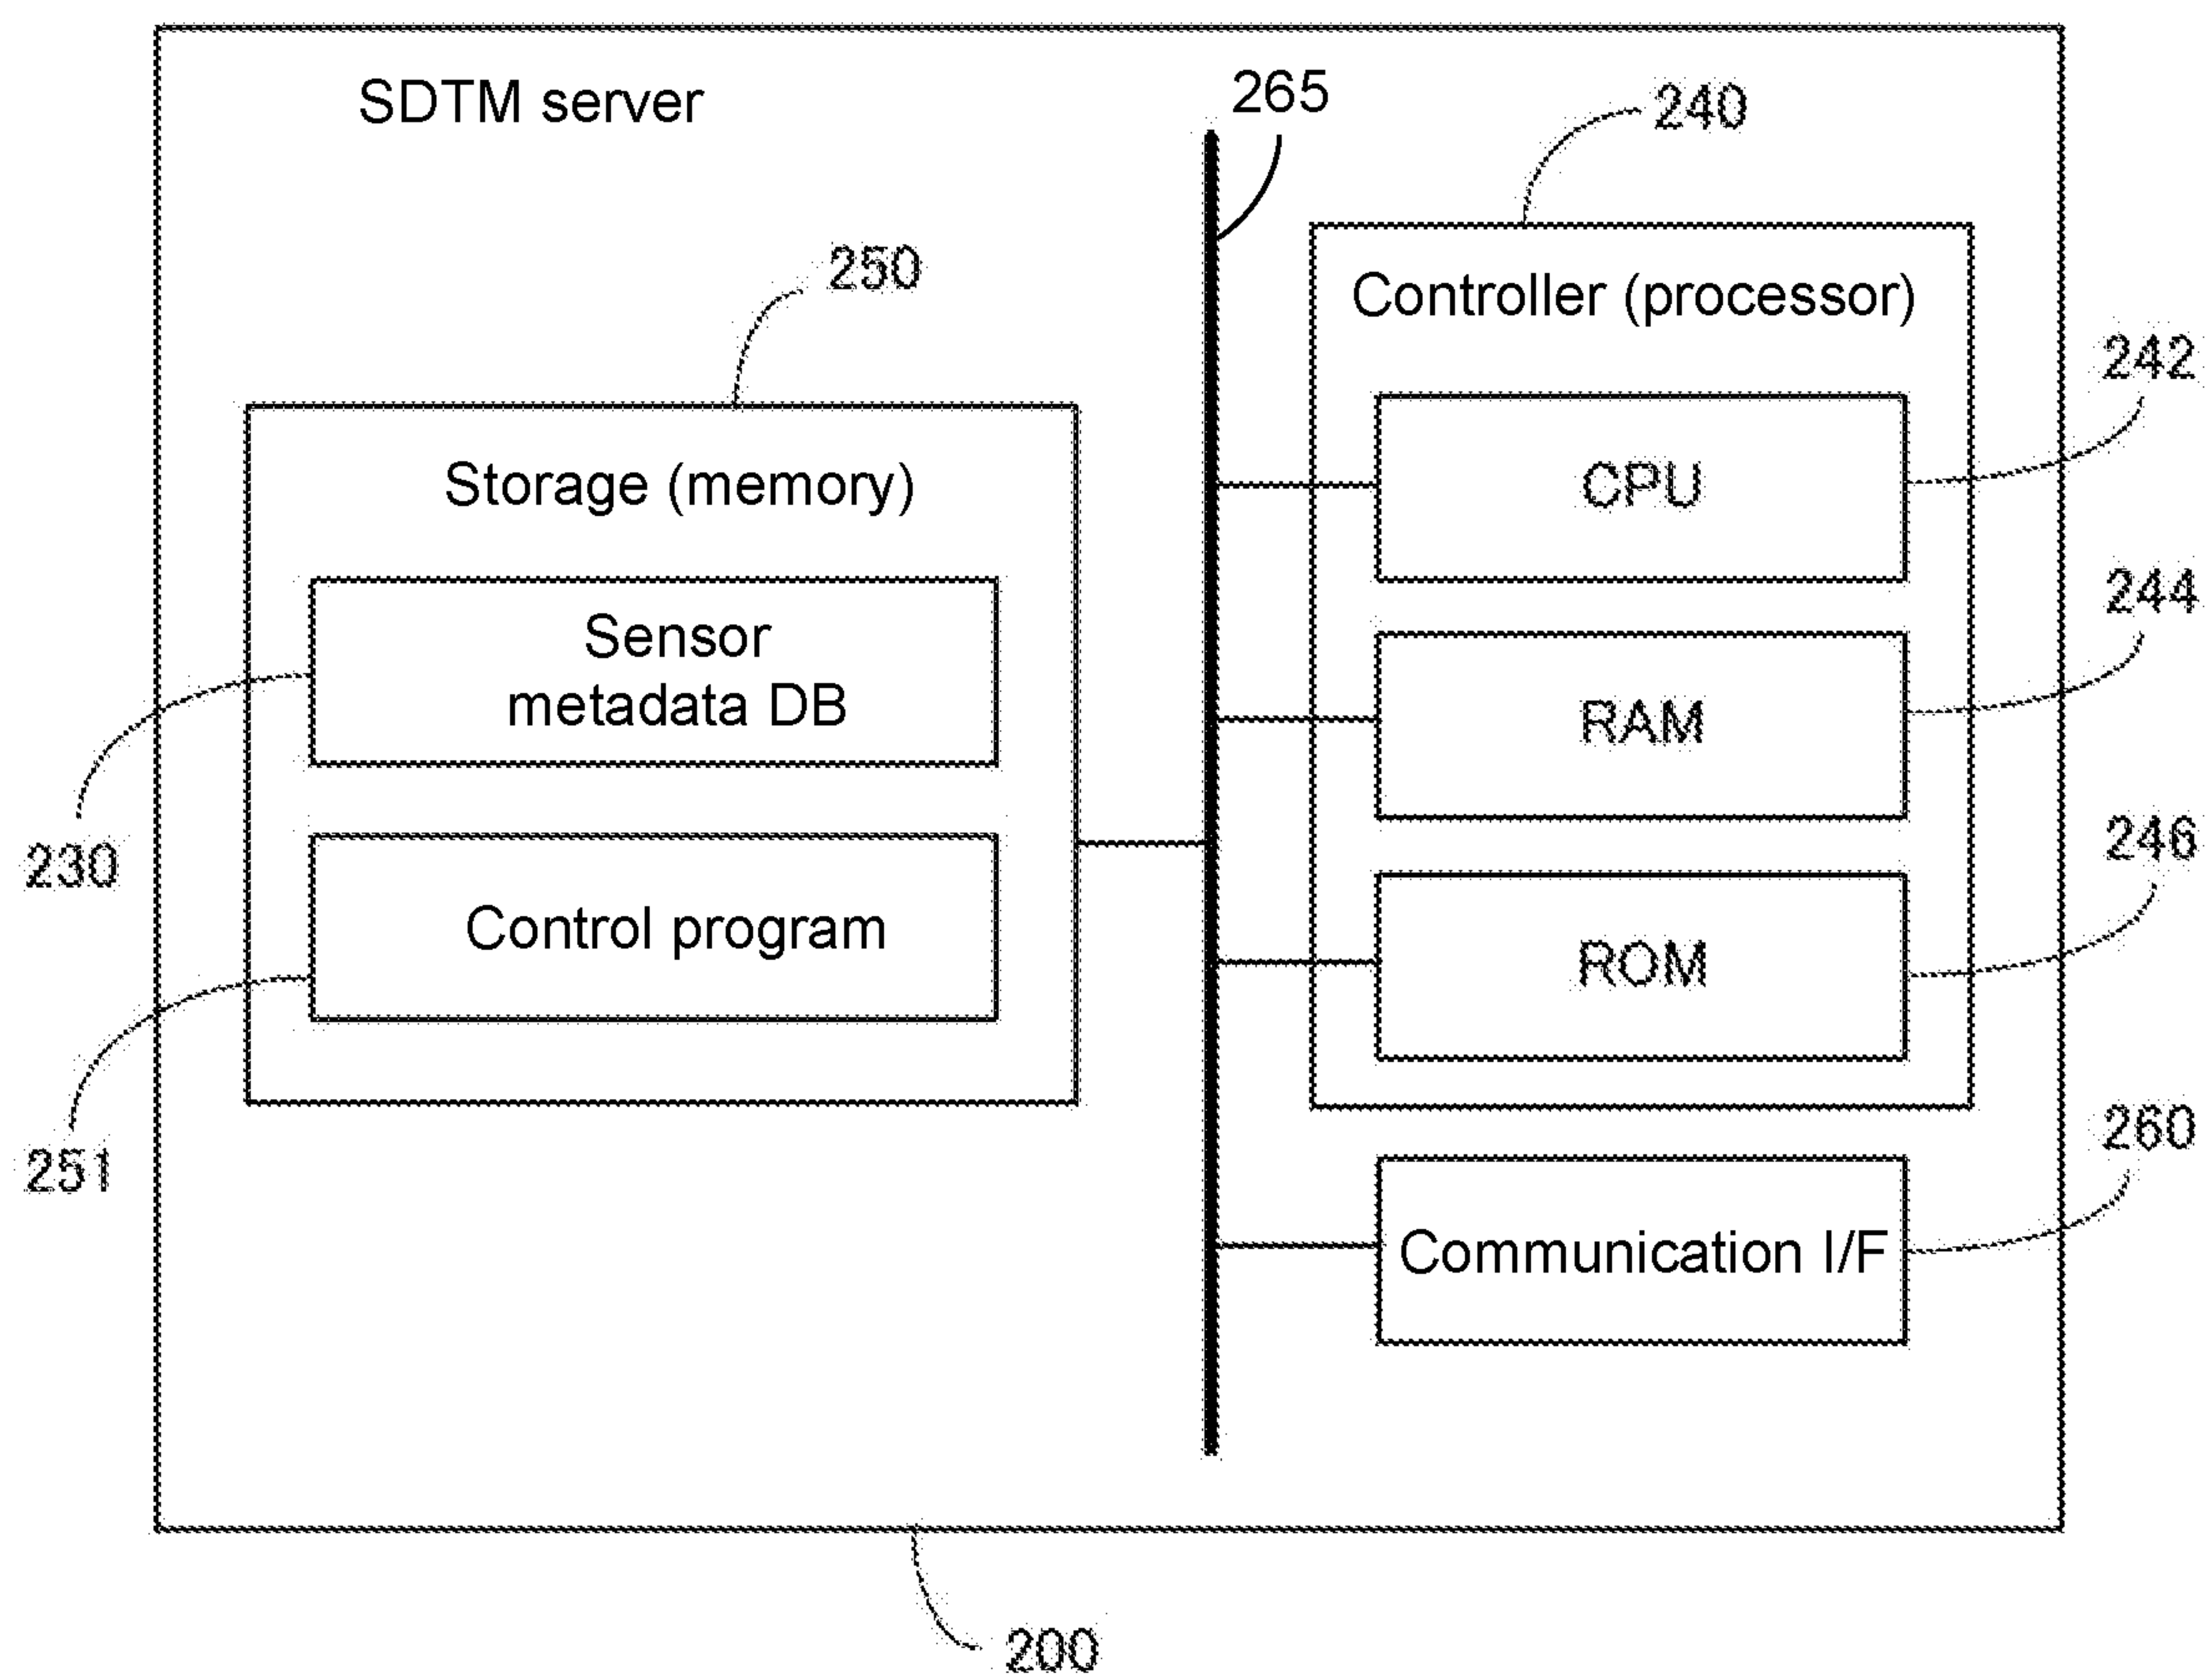 SDTM server
265
240
250
Controller (processor)
242
Storage (memory)
CPU
244
Sensor
metadata DB
RAM
246
230
Control program
ROM
260
251
Communication I/F
200